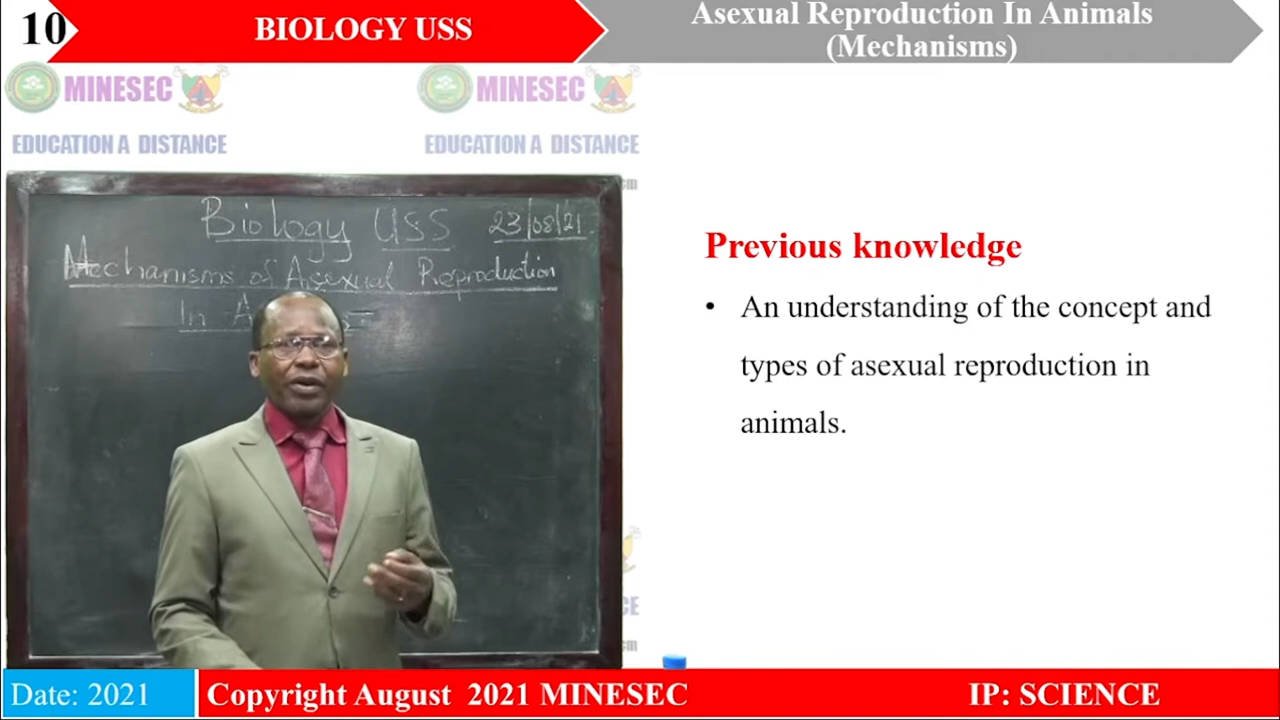 10
BIOLOGY USS
Asexual Reproduction In Animals
(Mechanisms)
MINESEC
MINESEC
EDUCATION A DISTANCE
EDUCATION A DISTANCE
Biology USS 23/08/21
Mechanisms of Asexual Reproduction
In
Previous knowledge
• An understanding of the concept and
types of asexual reproduction in
animals.
Date: 2021
Copyright August 2021 MINESEC
IP: SCIENCE